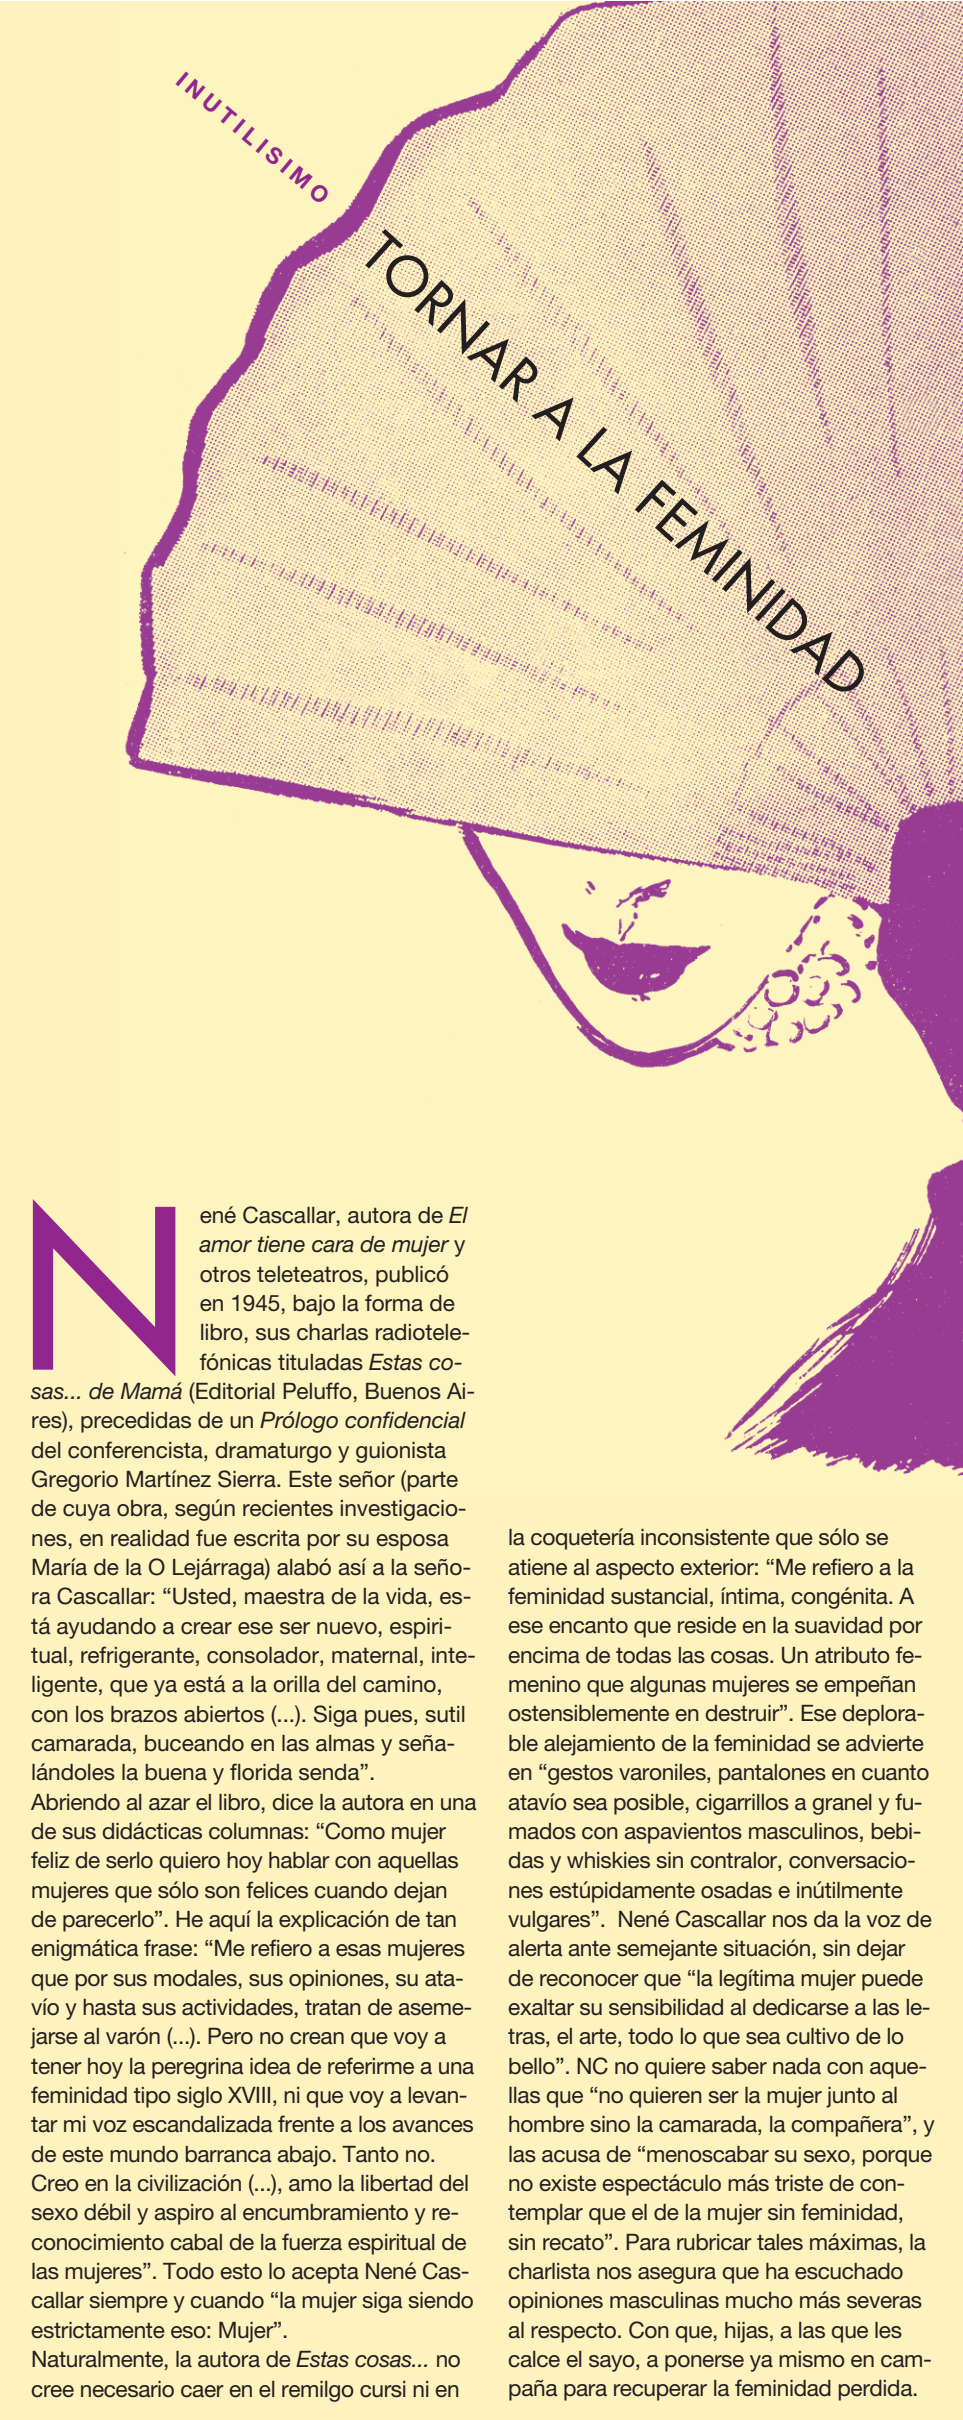 INUTILISIMO
TORNAR A LA FEMINIDAD
Nené Cascallar, autora de El
amor tiene cara de mujer y
otros teleteatros, publicó
en 1945, bajo la forma de
libro, sus charlas radiotele-
fónicas tituladas Estas co-
sas... de Mamá (Editorial Peluffo, Buenos Ai-
res), precedidas de un Prólogo confidencial
del conferencista, dramaturgo y guionista
Gregorio Martínez Sierra. Este señor (parte
de cuya obra, según recientes investigacio-
nes, en realidad fue escrita por su esposa
María de la O Lejárraga) alabó así a la seño-
ra Cascallar: “Usted, maestra de la vida, es-
tá ayudando a crear ese ser nuevo, espiri-
tual, refrigerante, consolador, maternal, inte-
ligente, que ya está a la orilla del camino,
con los brazos abiertos (...). Siga pues, sutil
camarada, buceando en las almas y seña-
lándoles la buena y florida senda”.
Abriendo al azar el libro, dice la autora en una
de sus didácticas columnas: “Como mujer
feliz de serlo quiero hoy hablar con aquellas
mujeres que sólo son felices cuando dejan
de parecerlo”. He aquí la explicación de tan
enigmática frase: “Me refiero a esas mujeres
que por sus modales, sus opiniones, su ata-
vío y hasta sus actividades, tratan de aseme-
jarse al varón (...). Pero no crean que voy a
tener hoy la peregrina idea de referirme a una
feminidad tipo siglo XVIII, ni que voy a levan-
tar mi voz escandalizada frente a los avances
de este mundo barranca abajo. Tanto no.
Creo en la civilización (...), amo la libertad del
sexo débil y aspiro al encumbramiento y re-
conocimiento cabal de la fuerza espiritual de
las mujeres”. Todo esto lo acepta Nené Cas-
callar siempre y cuando “la mujer siga siendo
estrictamente eso: Mujer”.
Naturalmente, la autora de Estas cosas... no
cree necesario caer en el remilgo cursi ni en
la coquetería inconsistente que sólo se
atiene al aspecto exterior: “Me refiero a la
feminidad sustancial, íntima, congénita. A
ese encanto que reside en la suavidad por
encima de todas las cosas. Un atributo fe-
menino que algunas mujeres se empeñan
ostensiblemente en destruir”. Ese deplora-
ble alejamiento de la feminidad se advierte
en “gestos varoniles, pantalones en cuanto
atavío sea posible, cigarrillos a granel y fu-
mados con aspavientos masculinos, bebi-
das y whiskies sin contralor, conversacio-
nes estúpidamente osadas e inútilmente
vulgares”.  Nené Cascallar nos da la voz de
alerta ante semejante situación, sin dejar
de reconocer que “la legítima mujer puede
exaltar su sensibilidad al dedicarse a las le-
tras, el arte, todo lo que sea cultivo de lo
bello”. NC no quiere saber nada con aque-
llas que “no quieren ser la mujer junto al
hombre sino la camarada, la compañera”, y
las acusa de “menoscabar su sexo, porque
no existe espectáculo más triste de con-
templar que el de la mujer sin feminidad,
sin recato”. Para rubricar tales máximas, la
charlista nos asegura que ha escuchado
opiniones masculinas mucho más severas
al respecto. Con que, hijas, a las que les
calce el sayo, a ponerse ya mismo en cam-
paña para recuperar la feminidad perdida.